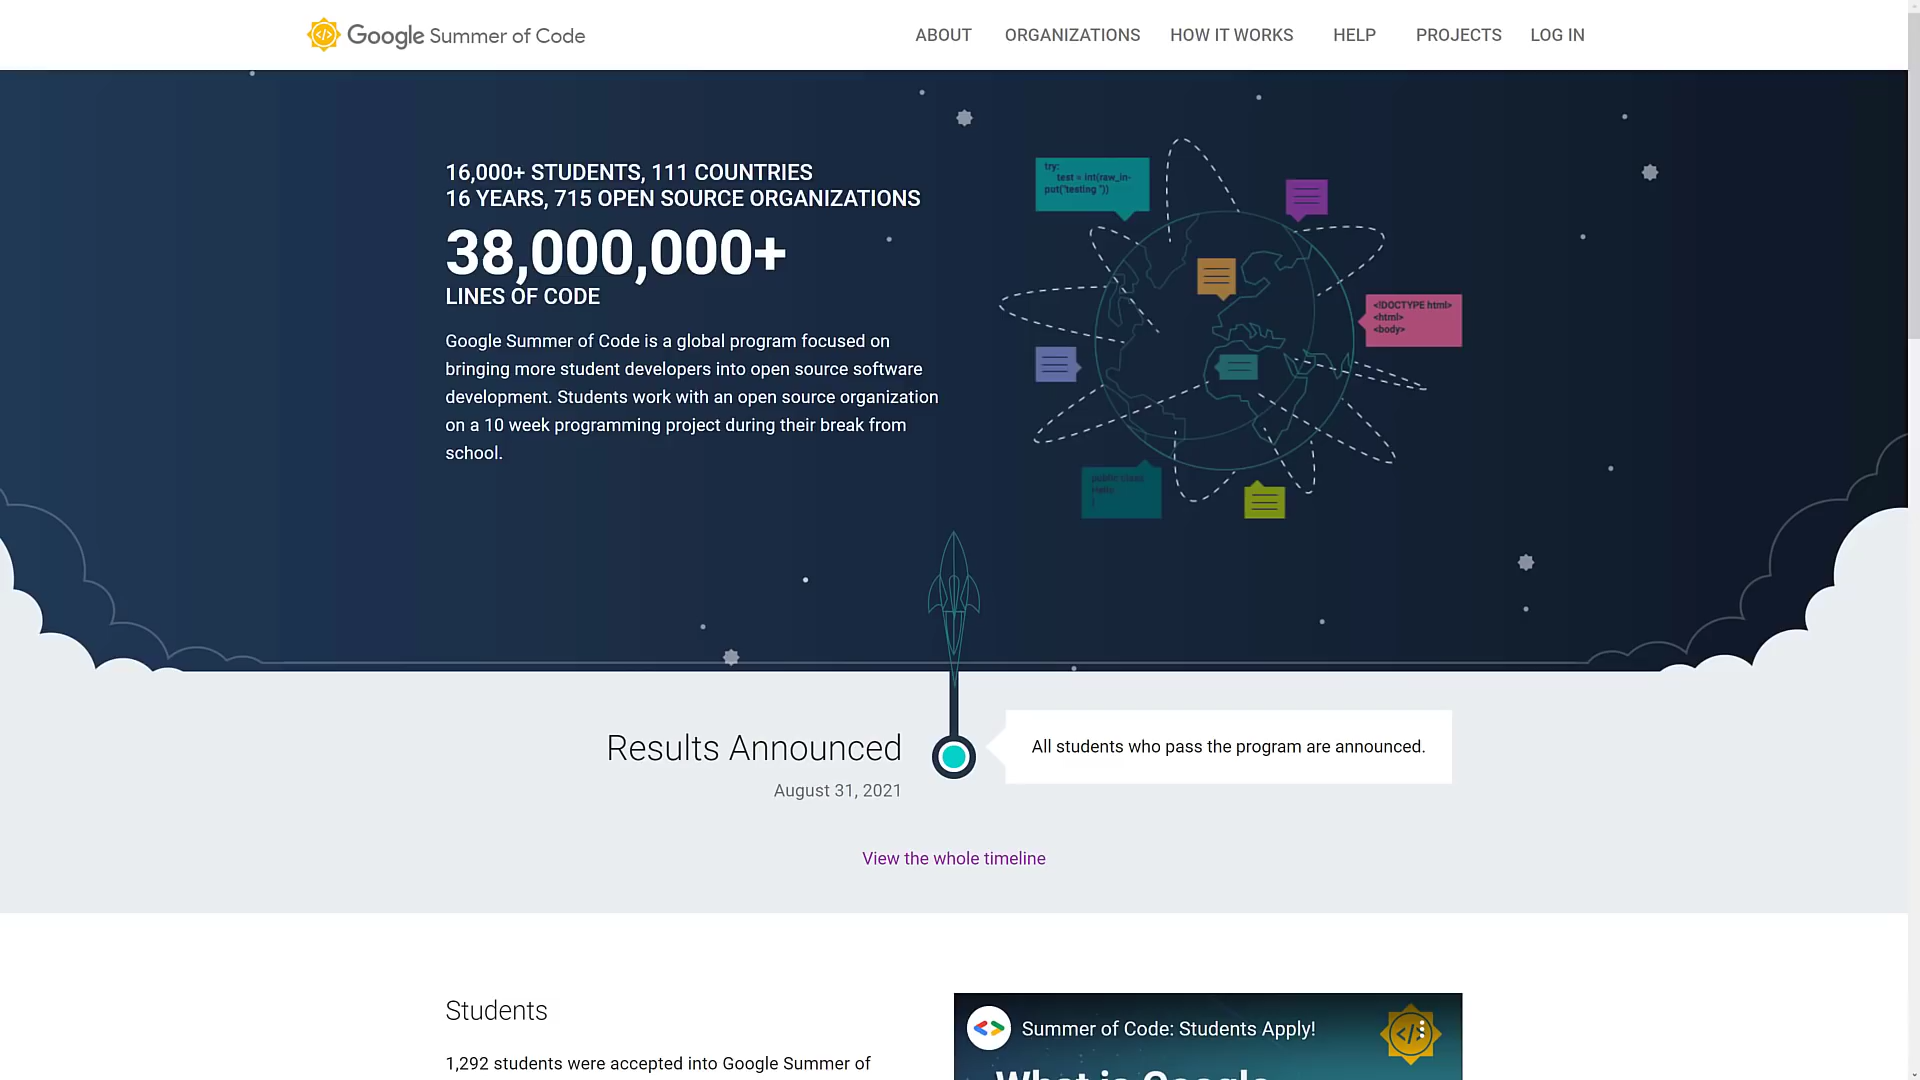 Google Summer of Code
ABOUT ORGANIZATIONS HOW IT WORKS HELP PROJECTS LOG IN
16,000+ STUDENTS, 111 COUNTRIES
16 YEARS, 715 OPEN SOURCE ORGANIZATIONS
38,000,000+
LINES OF CODE
Google Summer of Code is a global program focused on
bringing more student developers into open source software
development. Students work with an open source organization
on a 10 week programming project during their break from
school.
try:
test = int(raw_in-
put("testing "))
<!DOCTYPE html>
<html>
<body>
public class
Hello
Results Announced
August 31, 2021
All students who pass the program are announced.
View the whole timeline
Students
1,292 students were accepted into Google Summer of
Summer of Code: Students Apply!
What is Google